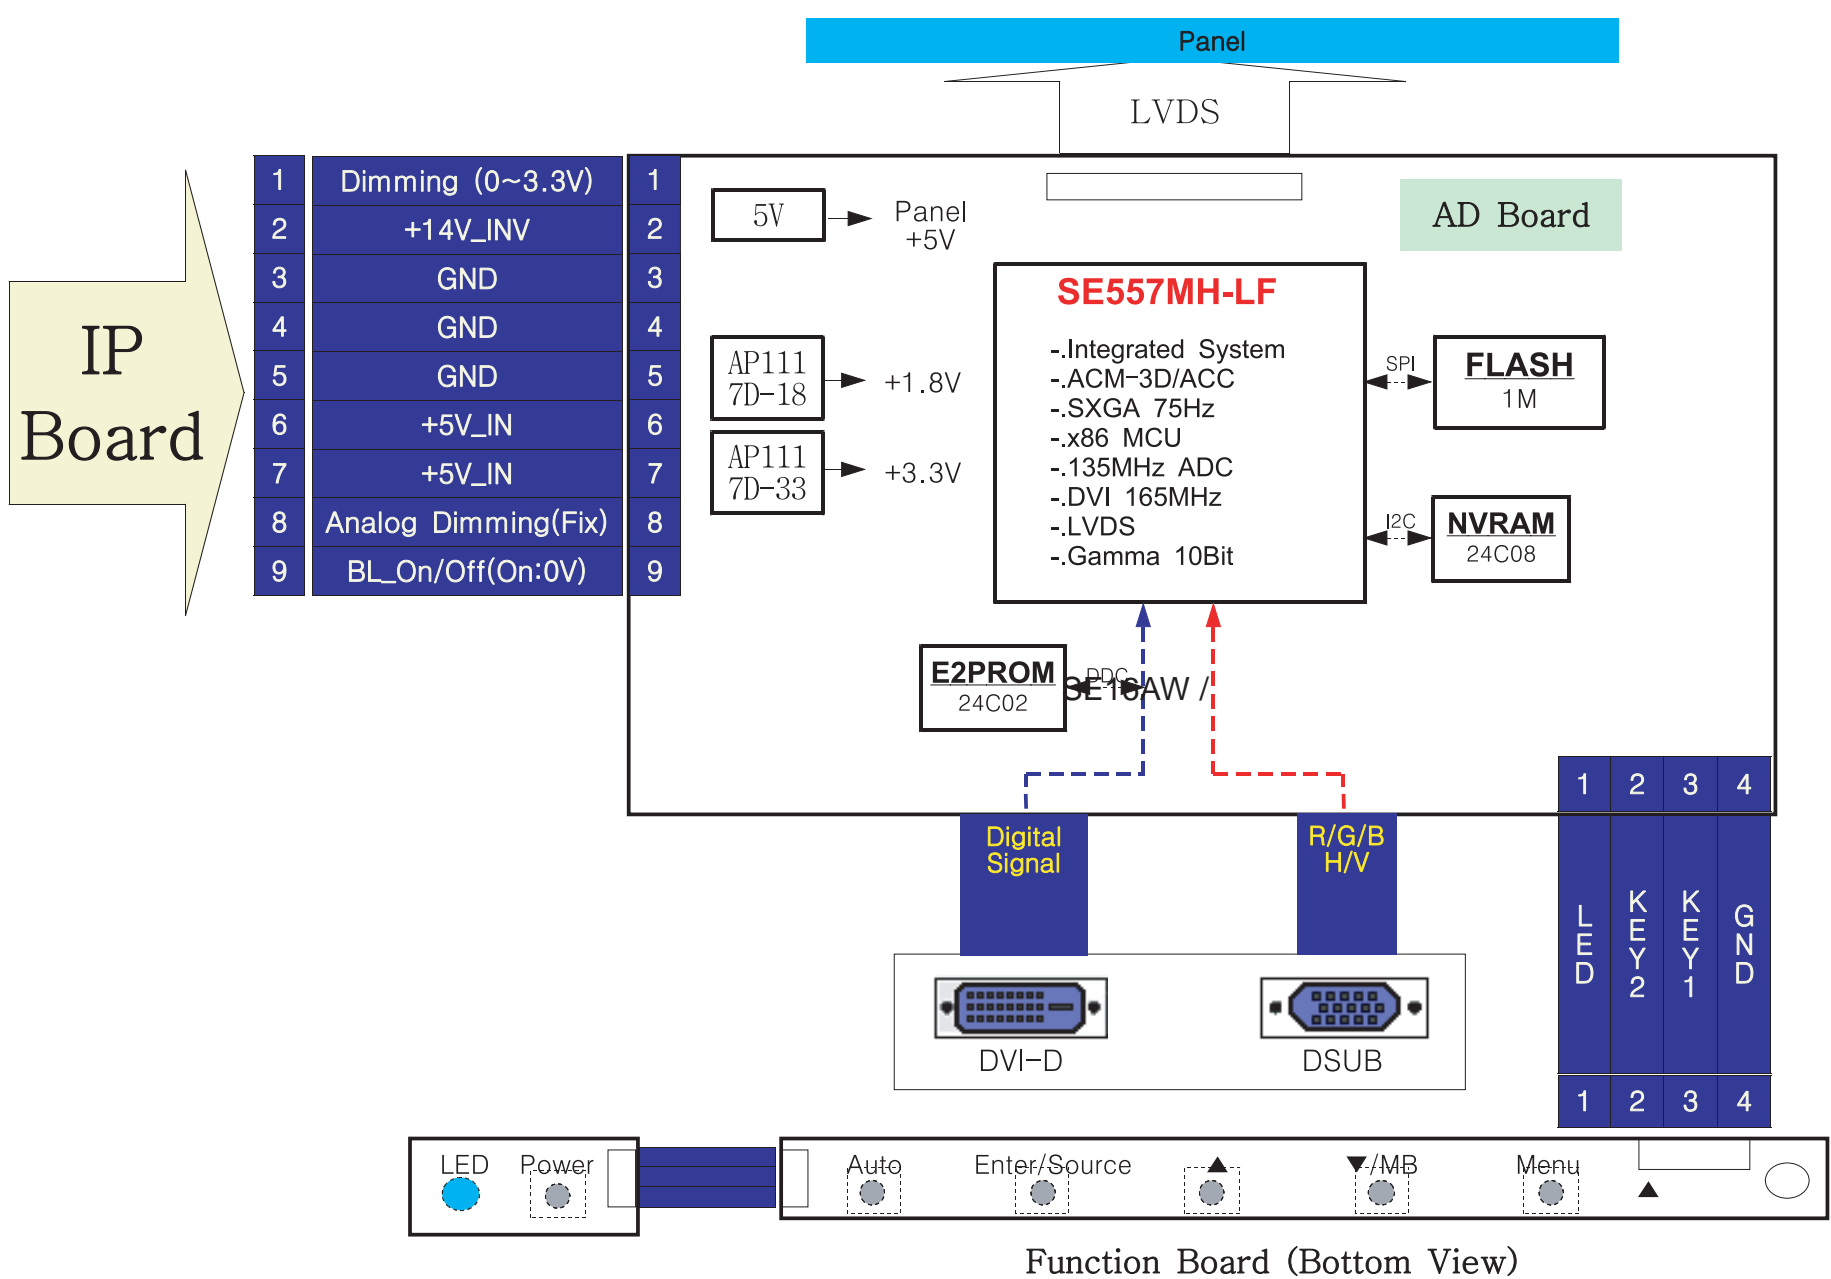 Panel
LVDS
1 Dimming (0~3.3V) 1
2 +14V_INV 2
3 GND 3
4 GND 4
5 GND 5
6 +5V_IN 6
7 +5V_IN 7
8 Analog Dimming(Fix) 8
9 BL_On/Off(On:0V) 9
IP
Board
5V
Panel
+5V
AD Board
AP111
7D-18
+1.8V
AP111
7D-33
+3.3V
SE557MH-LF
-.Integrated System
-.ACM-3D/ACC
-.SXGA 75Hz
-.x86 MCU
-.135MHz ADC
-.DVI 165MHz
-.LVDS
-.Gamma 10Bit
SPI
FLASH
1M
I2C
NVRAM
24C08
E2PROM
24C02
DDC
SE16AW /
Digital
Signal
R/G/B
H/V
DVI-D
DSUB
1 2 3 4
LED
KEY2
KEY1
GND
1 2 3 4
LED Power
Auto Enter/Source ▲ ▼/MB Menu
▲
Function Board (Bottom View)